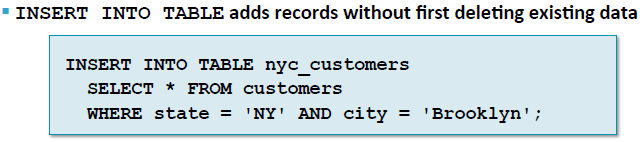 ▪ INSERT INTO TABLE adds records without first deleting existing data
INSERT INTO TABLE nyc_customers
SELECT * FROM customers
WHERE state = 'NY' AND city = 'Brooklyn';